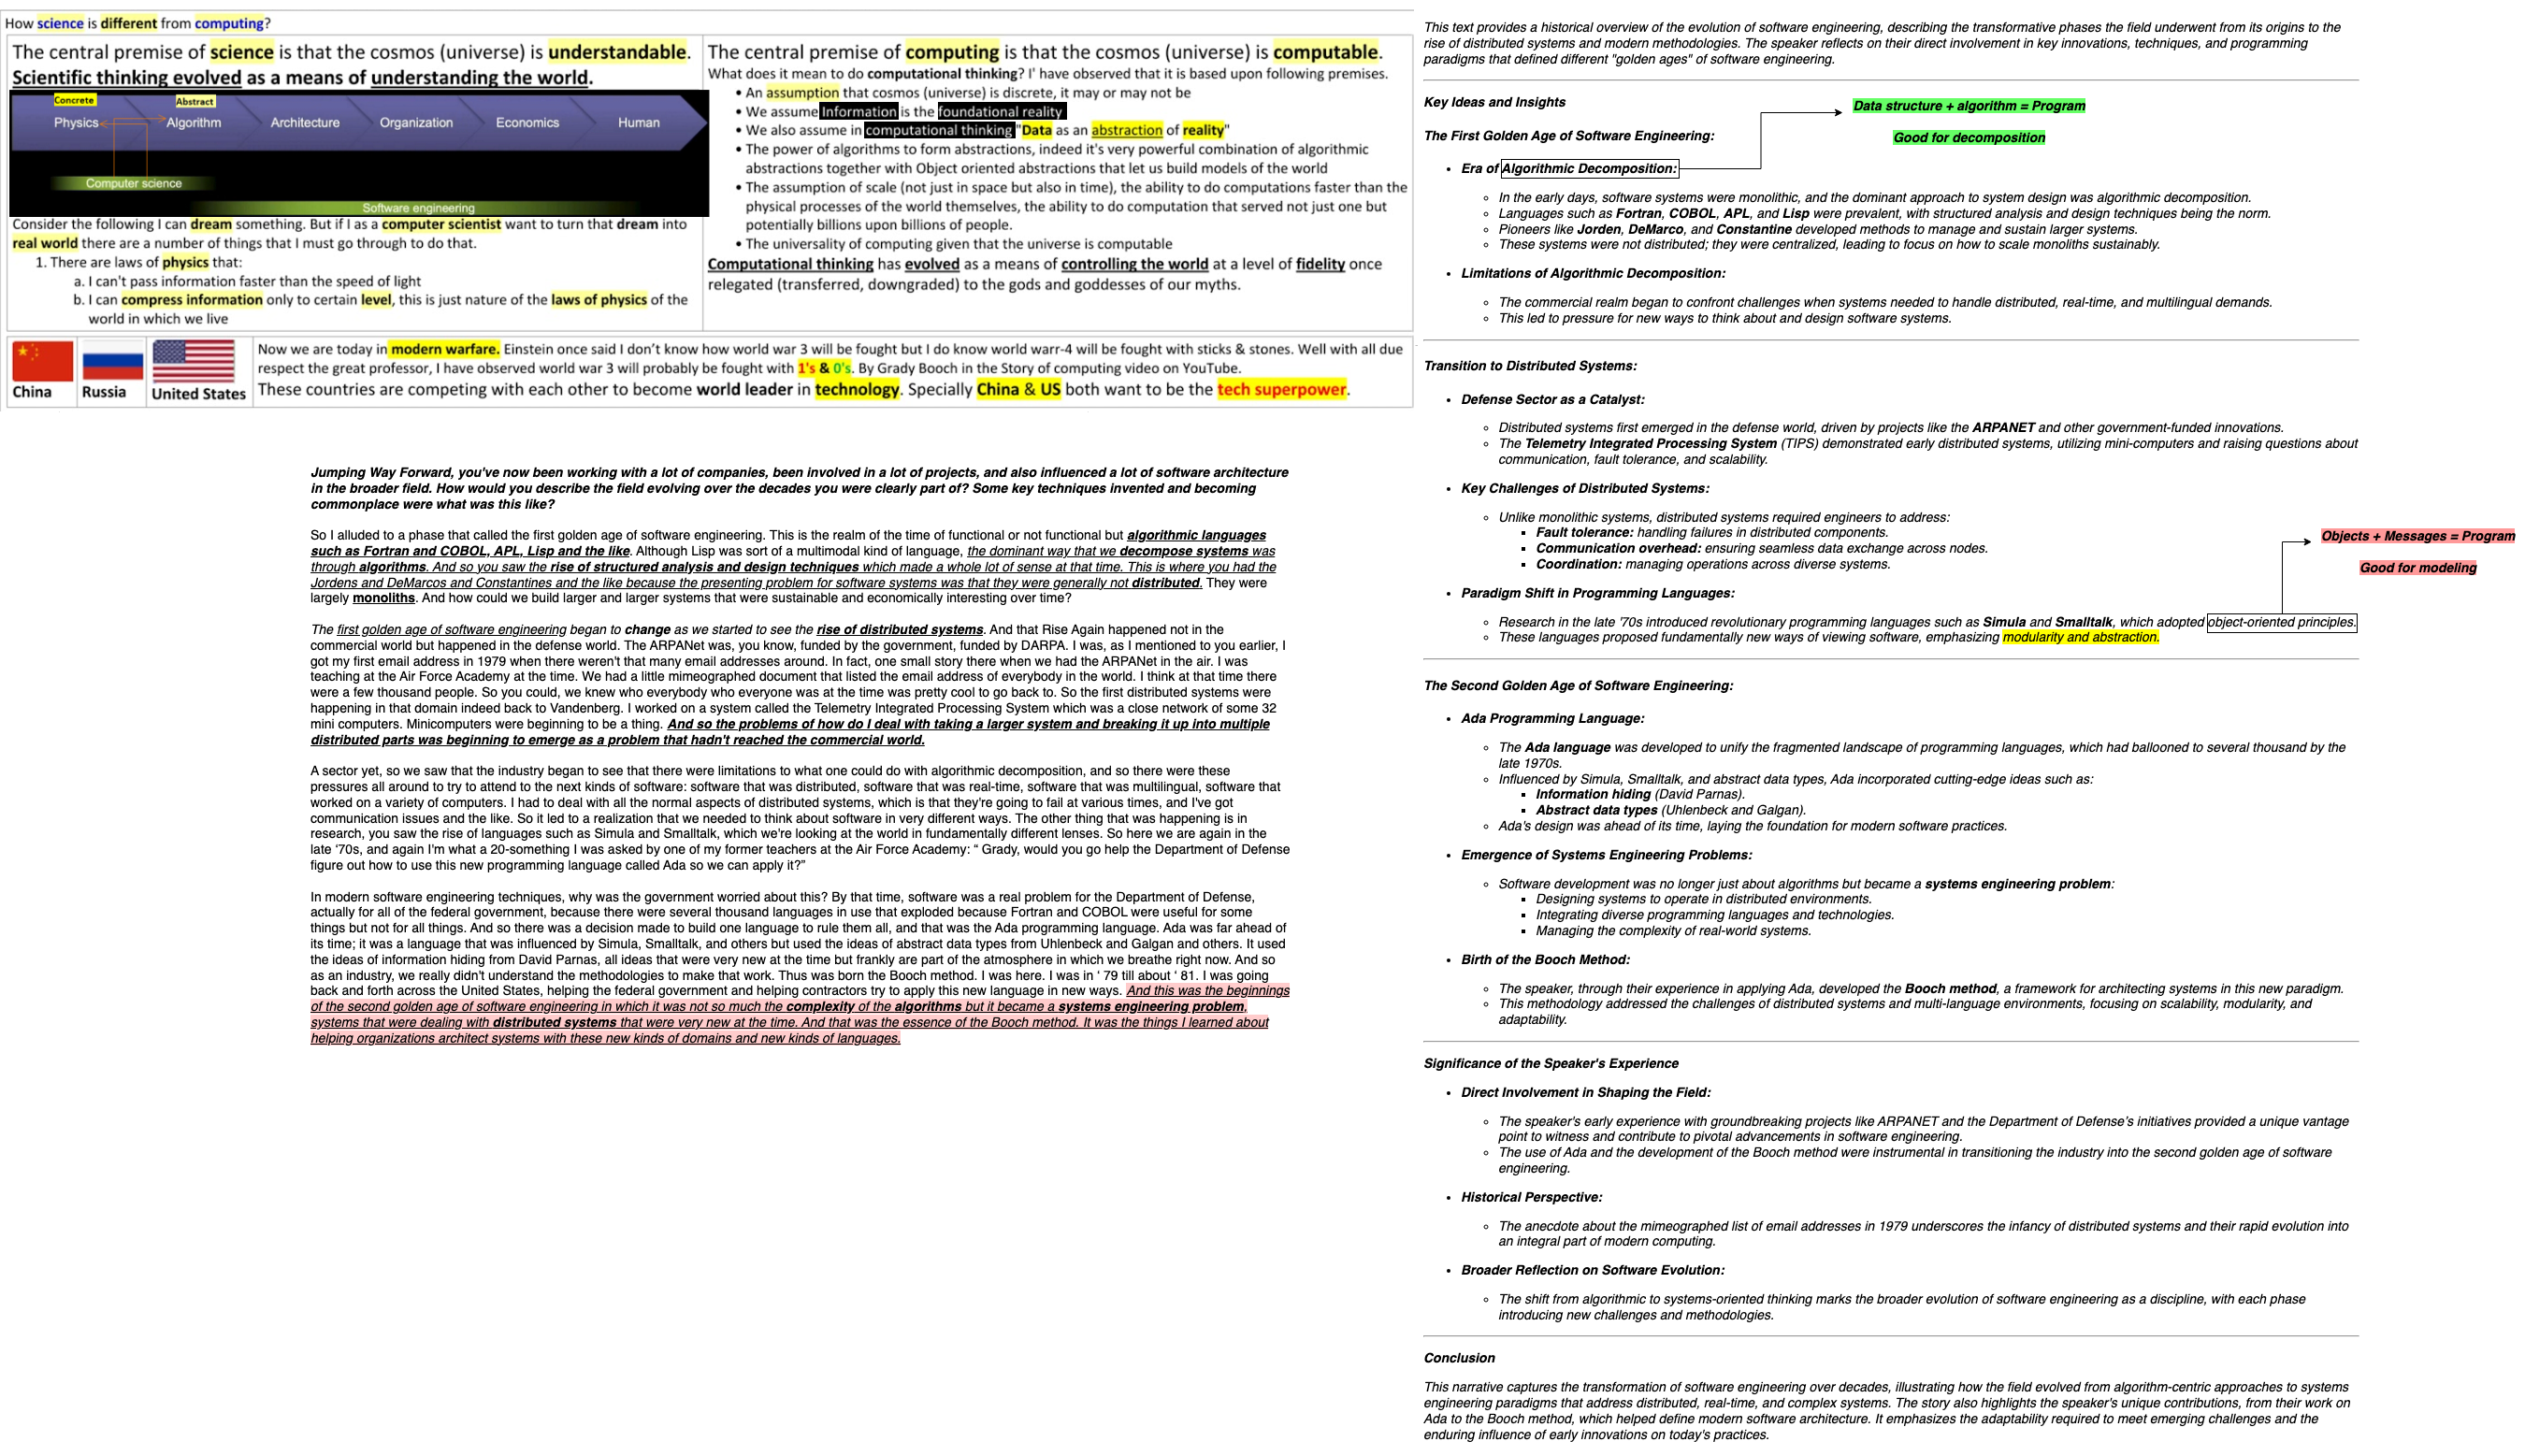 How science is different from computing?
The central premise of science is that the cosmos (universe) is understandable.
Scientific thinking evolved as a means of understanding the world.
Concrete
Abstract
Physics
Algorithm
Architecture
Organization
Economics
Human
Computer science
Software engineering
Consider the following I can dream something. But if I as a computer scientist want to turn that dream into
real world there are a number of things that I must go through to do that.
1. There are laws of physics that:
a. I can't pass information faster than the speed of light
b. I can compress information only to certain level, this is just nature of the laws of physics of the
world in which we live
The central premise of computing is that the cosmos (universe) is computable.
What does it mean to do computational thinking? I' have observed that it is based upon following premises.
• An assumption that cosmos (universe) is discrete, it may or may not be
• We assume Information is the foundational reality
• We also assume in computational thinking "Data as an abstraction of reality"
• The power of algorithms to form abstractions, indeed it's very powerful combination of algorithmic
abstractions together with Object oriented abstractions that let us build models of the world
• The assumption of scale (not just in space but also in time), the ability to do computations faster than the
physical processes of the world themselves, the ability to do computation that served not just one but
potentially billions upon billions of people.
• The universality of computing given that the universe is computable
Computational thinking has evolved as a means of controlling the world at a level of fidelity once
relegated (transferred, downgraded) to the gods and goddesses of our myths.
China
Russia
United States
Now we are today in modern warfare. Einstein once said I don't know how world war 3 will be fought but I do know world warr-4 will be fought with sticks & stones. Well with all due
respect the great professor, I have observed world war 3 will probably be fought with 1's & 0's. By Grady Booch in the Story of computing video on YouTube.
These countries are competing with each other to become world leader in technology. Specially China & US both want to be the tech superpower.
Jumping Way Forward, you've now been working with a lot of companies, been involved in a lot of projects, and also influenced a lot of software architecture
in the broader field. How would you describe the field evolving over the decades you were clearly part of? Some key techniques invented and becoming
commonplace were what was this like?
So I alluded to a phase that called the first golden age of software engineering. This is the realm of the time of functional or not functional but algorithmic languages
such as Fortran and COBOL, APL, Lisp and the like. Although Lisp was sort of a multimodal kind of language, the dominant way that we decompose systems was
through algorithms. And so you saw the rise of structured analysis and design techniques which made a whole lot of sense at that time. This is where you had the
Jordens and DeMarcos and Constantines and the like because the presenting problem for software systems was that they were generally not distributed. They were
largely monoliths. And how could we build larger and larger systems that were sustainable and economically interesting over time?
The first golden age of software engineering began to change as we started to see the rise of distributed systems. And that Rise Again happened not in the
commercial world but happened in the defense world. The ARPANet was, you know, funded by the government, funded by DARPA. I was, as I mentioned to you earlier, I
got my first email address in 1979 when there weren't that many email addresses around. In fact, one small story there when we had the ARPANet in the air. I was
teaching at the Air Force Academy at the time. We had a little mimeographed document that listed the email address of everybody in the world. I think at that time there
were a few thousand people. So you could, we knew who everybody who everyone was at the time was pretty cool to go back to. So the first distributed systems were
happening in that domain indeed back to Vandenberg. I worked on a system called the Telemetry Integrated Processing System which was a close network of some 32
mini computers. Minicomputers were beginning to be a thing. And so the problems of how do I deal with taking a larger system and breaking it up into multiple
distributed parts was beginning to emerge as a problem that hadn't reached the commercial world.
A sector yet, so we saw that the industry began to see that there were limitations to what one could do with algorithmic decomposition, and so there were these
pressures all around to try to attend to the next kinds of software: software that was distributed, software that was real-time, software that was multilingual, software that
worked on a variety of computers. I had to deal with all the normal aspects of distributed systems, which is that they're going to fail at various times, and I've got
communication issues and the like. So it led to a realization that we needed to think about software in very different ways. The other thing that was happening is in
research, you saw the rise of languages such as Simula and Smalltalk, which we're looking at the world in fundamentally different lenses. So here we are again in the
late '70s, and again I'm what a 20-something I was asked by one of my former teachers at the Air Force Academy: “ Grady, would you go help the Department of Defense
figure out how to use this new programming language called Ada so we can apply it?”
In modern software engineering techniques, why was the government worried about this? By that time, software was a real problem for the Department of Defense,
actually for all of the federal government, because there were several thousand languages in use that exploded because Fortran and COBOL were useful for some
things but not for all things. And so there was a decision made to build one language to rule them all, and that was the Ada programming language. Ada was far ahead of
its time; it was a language that was influenced by Simula, Smalltalk, and others but used the ideas of abstract data types from Uhlenbeck and Galgan and others. It used
the ideas of information hiding from David Parnas, all ideas that were very new at the time but frankly are part of the atmosphere in which we breathe right now. And so
as an industry, we really didn't understand the methodologies to make that work. Thus was born the Booch method. I was here. I was in ‘ 79 till about ‘ 81. I was going
back and forth across the United States, helping the federal government and helping contractors try to apply this new language in new ways. And this was the beginnings
of the second golden age of software engineering in which it was not so much the complexity of the algorithms but it became a systems engineering problem,
systems that were dealing with distributed systems that were very new at the time. And that was the essence of the Booch method. It was the things I learned about
helping organizations architect systems with these new kinds of domains and new kinds of languages.
This text provides a historical overview of the evolution of software engineering, describing the transformative phases the field underwent from its origins to the
rise of distributed systems and modern methodologies. The speaker reflects on their direct involvement in key innovations, techniques, and programming
paradigms that defined different "golden ages" of software engineering.
Key Ideas and Insights
Data structure + algorithm = Program
Good for decomposition
The First Golden Age of Software Engineering:
• Era of Algorithmic Decomposition:
In the early days, software systems were monolithic, and the dominant approach to system design was algorithmic decomposition.
Languages such as Fortran, COBOL, APL, and Lisp were prevalent, with structured analysis and design techniques being the norm.
Pioneers like Jorden, DeMarco, and Constantine developed methods to manage and sustain larger systems.
These systems were not distributed; they were centralized, leading to focus on how to scale monoliths sustainably.
• Limitations of Algorithmic Decomposition:
The commercial realm began to confront challenges when systems needed to handle distributed, real-time, and multilingual demands.
This led to pressure for new ways to think about and design software systems.
Transition to Distributed Systems:
• Defense Sector as a Catalyst:
Distributed systems first emerged in the defense world, driven by projects like the ARPANET and other government-funded innovations.
The Telemetry Integrated Processing System (TIPS) demonstrated early distributed systems, utilizing mini-computers and raising questions about
communication, fault tolerance, and scalability.
• Key Challenges of Distributed Systems:
Unlike monolithic systems, distributed systems required engineers to address:
Fault tolerance: handling failures in distributed components.
Communication overhead: ensuring seamless data exchange across nodes.
Coordination: managing operations across diverse systems.
Objects + Messages = Program
Good for modeling
• Paradigm Shift in Programming Languages:
Research in the late '70s introduced revolutionary programming languages such as Simula and Smalltalk, which adopted object-oriented principles.
These languages proposed fundamentally new ways of viewing software, emphasizing modularity and abstraction.
The Second Golden Age of Software Engineering:
• Ada Programming Language:
The Ada language was developed to unify the fragmented landscape of programming languages, which had ballooned to several thousand by the
late 1970s.
Influenced by Simula, Smalltalk, and abstract data types, Ada incorporated cutting-edge ideas such as:
Information hiding (David Parnas).
Abstract data types (Uhlenbeck and Galgan).
Ada's design was ahead of its time, laying the foundation for modern software practices.
• Emergence of Systems Engineering Problems:
Software development was no longer just about algorithms but became a systems engineering problem:
Designing systems to operate in distributed environments.
Integrating diverse programming languages and technologies.
Managing the complexity of real-world systems.
• Birth of the Booch Method:
The speaker, through their experience in applying Ada, developed the Booch method, a framework for architecting systems in this new paradigm.
This methodology addressed the challenges of distributed systems and multi-language environments, focusing on scalability, modularity, and
adaptability.
Significance of the Speaker's Experience
• Direct Involvement in Shaping the Field:
The speaker's early experience with groundbreaking projects like ARPANET and the Department of Defense's initiatives provided a unique vantage
point to witness and contribute to pivotal advancements in software engineering.
The use of Ada and the development of the Booch method were instrumental in transitioning the industry into the second golden age of software
engineering.
• Historical Perspective:
The anecdote about the mimeographed list of email addresses in 1979 underscores the infancy of distributed systems and their rapid evolution into
an integral part of modern computing.
• Broader Reflection on Software Evolution:
The shift from algorithmic to systems-oriented thinking marks the broader evolution of software engineering as a discipline, with each phase
introducing new challenges and methodologies.
Conclusion
This narrative captures the transformation of software engineering over decades, illustrating how the field evolved from algorithm-centric approaches to systems
engineering paradigms that address distributed, real-time, and complex systems. The story also highlights the speaker's unique contributions, from their work on
Ada to the Booch method, which helped define modern software architecture. It emphasizes the adaptability required to meet emerging challenges and the
enduring influence of early innovations on today's practices.